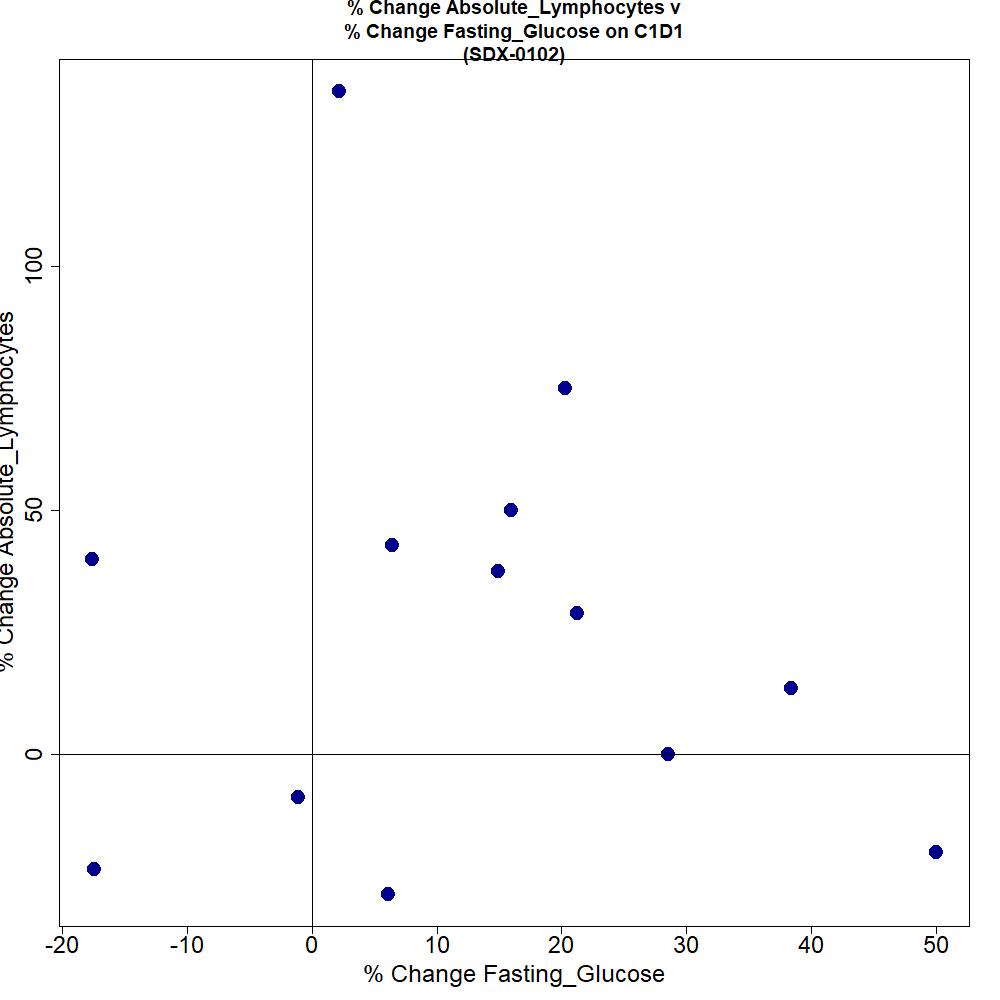 % Change Absolute_Lymphocytes v
% Change Fasting_Glucose on C1D1
(SDX-0102)
% Change Absolute_Lymphocytes
100
50
0
-20 -10 0 10 20 30 40 50
% Change Fasting_Glucose